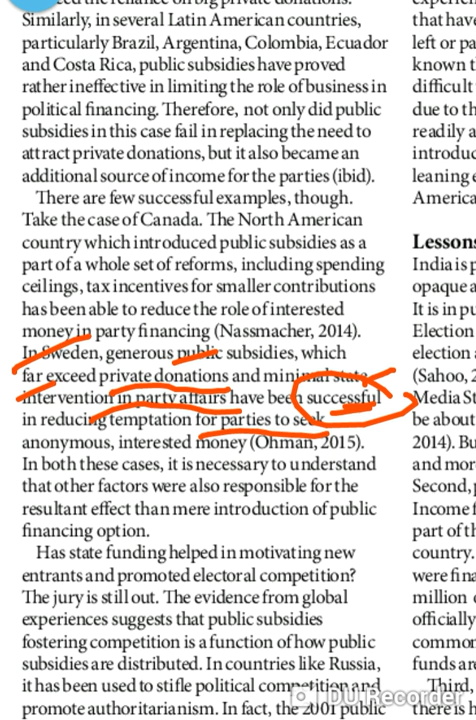 the reliance on big private donations.
Similarly, in several Latin American countries,
particularly Brazil, Argentina, Colombia, Ecuador
and Costa Rica, public subsidies have proved
rather ineffective in limiting the role of business in
political financing. Therefore, not only did public
subsidies in this case fail in replacing the need to
attract private donations, but it also became an
additional source of income for the parties (ibid).
There are few successful examples, though.
Take the case of Canada. The North American
country which introduced public subsidies as a
part of a whole set of reforms, including spending
ceilings, tax incentives for smaller contributions
has been able to reduce the role of interested
money in party financing (Nassmacher, 2014).
In Sweden, generous public subsidies, which
far exceed private donations and minimal state
intervention in party affairs have been successful
in reducing temptation for parties to seek
anonymous, interested money (Ohman, 2015).
In both these cases, it is necessary to understand
that other factors were also responsible for the
resultant effect than mere introduction of public
financing option.
Has state funding helped in motivating new
entrants and promoted electoral competition?
The jury is still out. The evidence from global
experiences suggests that public subsidies
fostering competition is a function of how public
subsidies are distributed. In countries like Russia,
it has been used to stifle political competition and
promote authoritarianism. In fact, the 2001 public
that have
left or pa
known t
difficult
due to th
readily a
introduc
leaning e
America
Lessons
India is p
opaque a
It is in pu
Election
election a
(Sahoo, 2
Media St
be about
2014). Bu
and more
Second, p
Income f
part of th
country.
were fina
million o
officially
common
funds are
Third,
there is h
DU Recorder